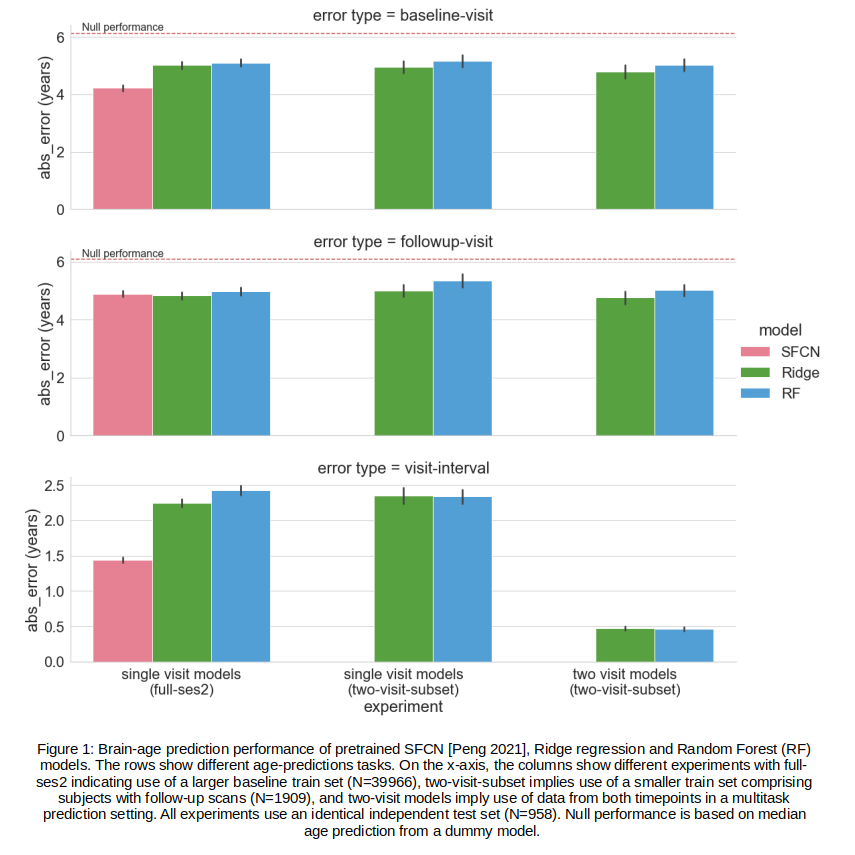 error type = baseline-visit
Null performance
abs_error (years)
6
4
2
0
error type = followup-visit
Null performance
abs_error (years)
6
4
2
0
model
SFCN
Ridge
RF
error type = visit-interval
abs_error (years)
2.5
2.0
1.5
1.0
0.5
0.0
single visit models single visit models two visit models
(full-ses2) (two-visit-subset) (two-visit-subset)
experiment
Figure 1: Brain-age prediction performance of pretrained SFCN [Peng 2021], Ridge regression and Random Forest (RF)
models. The rows show different age-predictions tasks. On the x-axis, the columns show different experiments with full-
ses2 indicating use of a larger baseline train set (N=39966), two-visit-subset implies use of a smaller train set comprising
subjects with follow-up scans (N=1909), and two-visit models imply use of data from both timepoints in a multitask
prediction setting. All experiments use an identical independent test set (N=958). Null performance is based on median
age prediction from a dummy model.